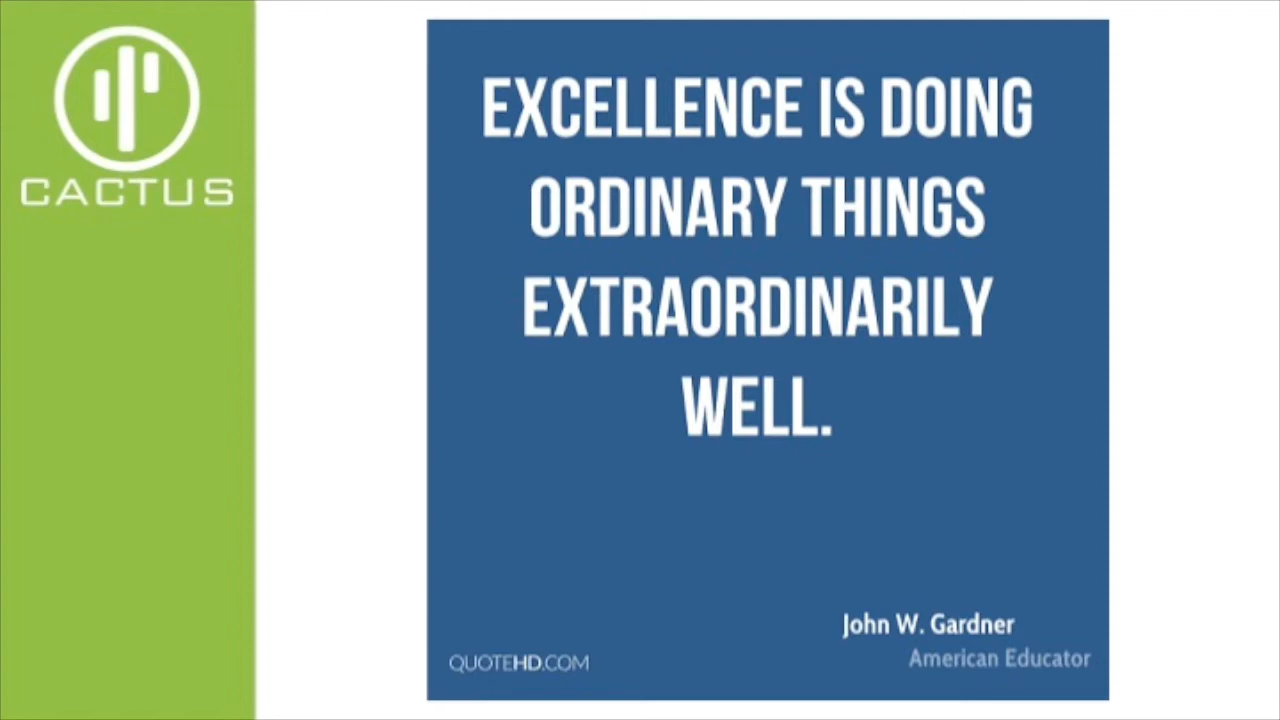 CACTUS
EXCELLENCE IS DOING
ORDINARY THINGS
EXTRAORDINARILY
WELL.
John W. Gardner
American Educator
QUOTEHD.COM